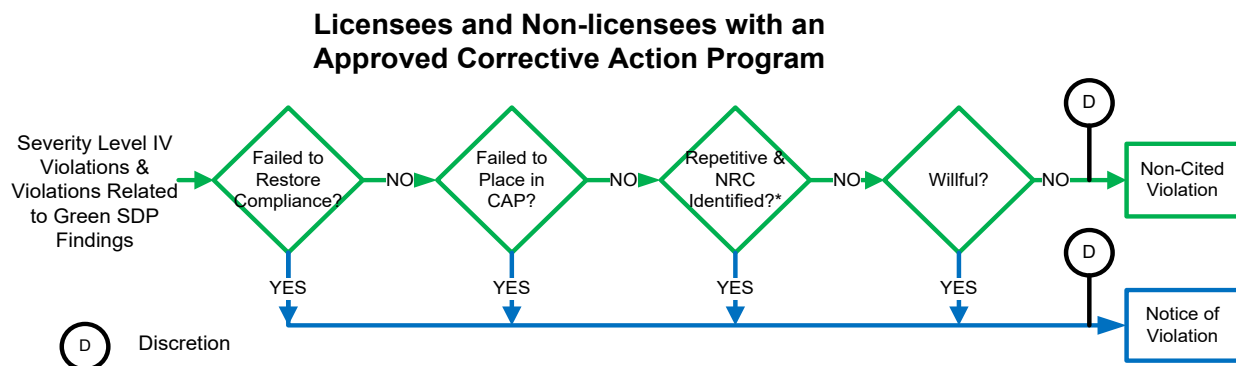 Licensees and Non-licensees with an
Approved Corrective Action Program
Severity Level IV
Violations &
Violations Related
to Green SDP
Findings
Failed to
Restore
Compliance?
NO
Failed to
Place in
CAP?
NO
Repetitive &
NRC
Identified?*
NO
Willful?
NO
D
Non-Cited
Violation
YES
YES
YES
YES
D
Notice of
Violation
D
Discretion